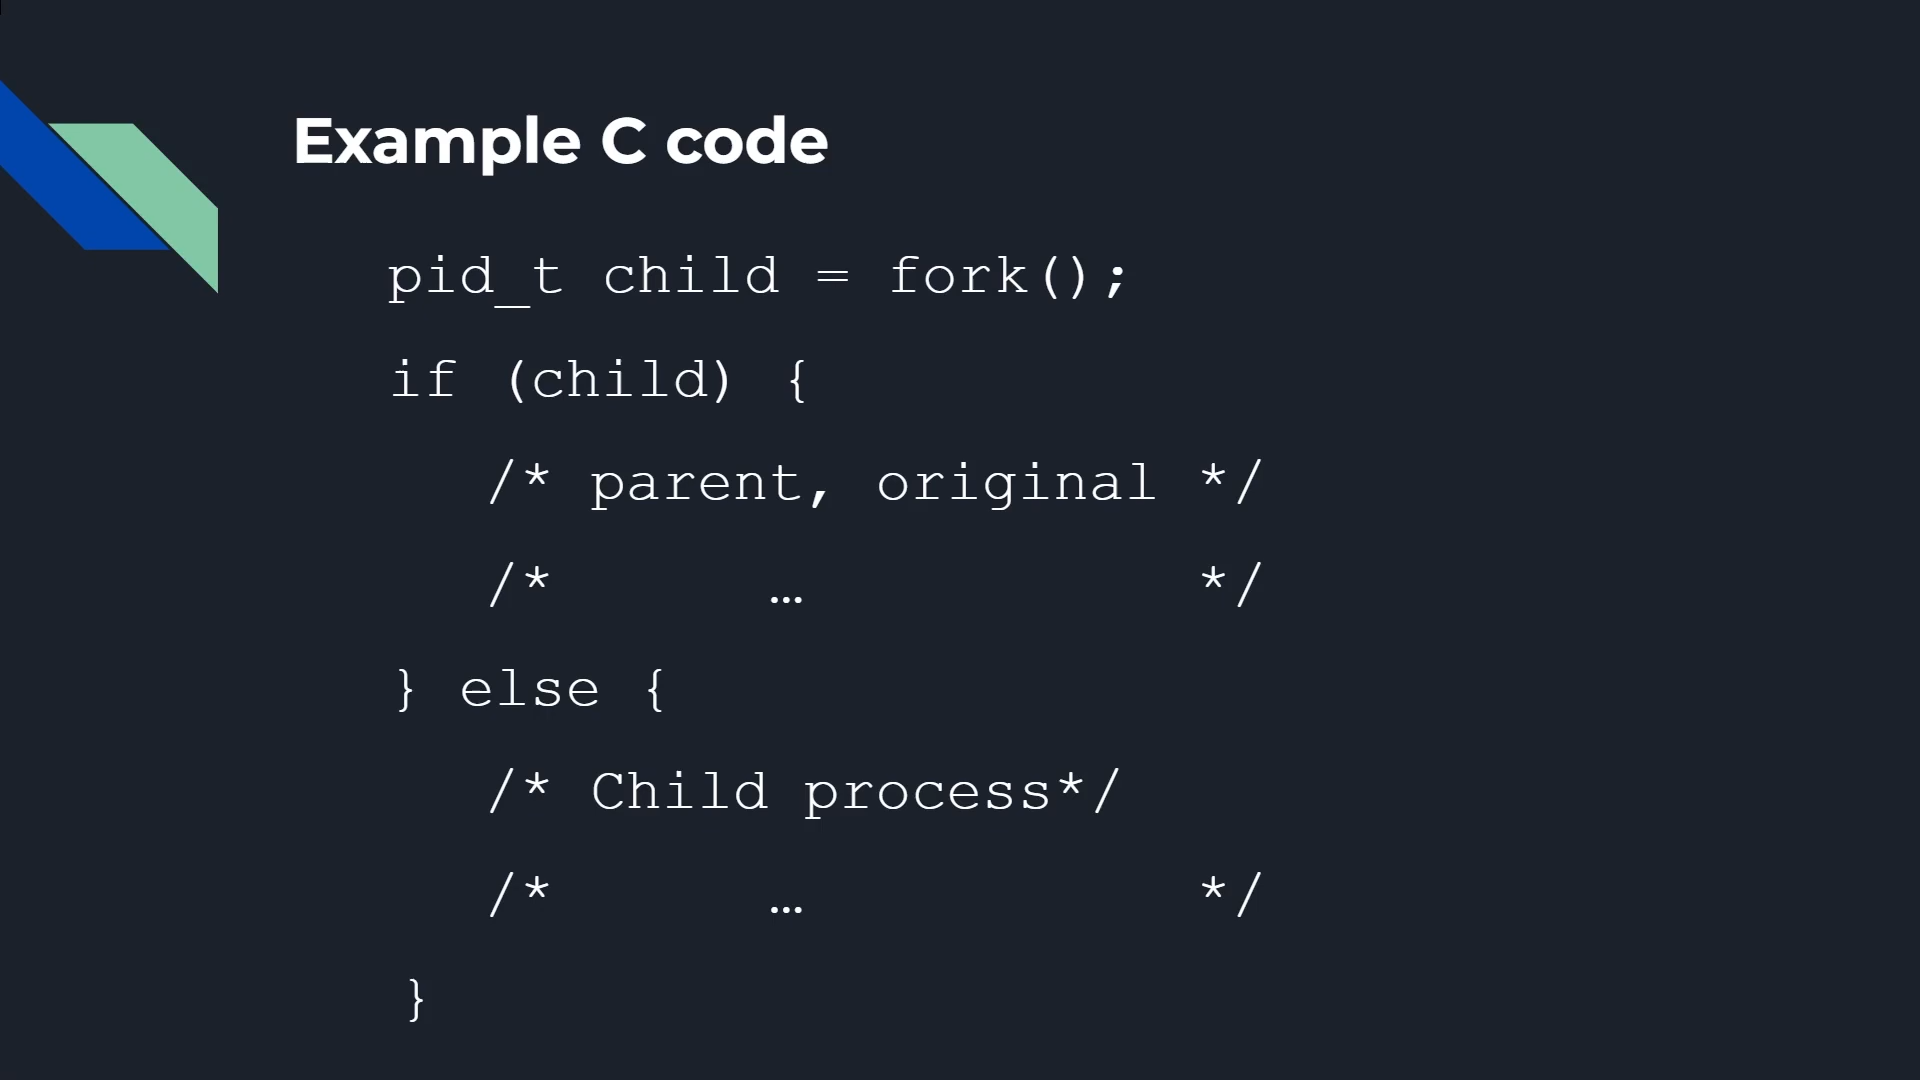 Example C code
pid_t child = fork();
if (child) {
/* parent, original */
/* … */
} else {
/* Child process*/
/* … */
}